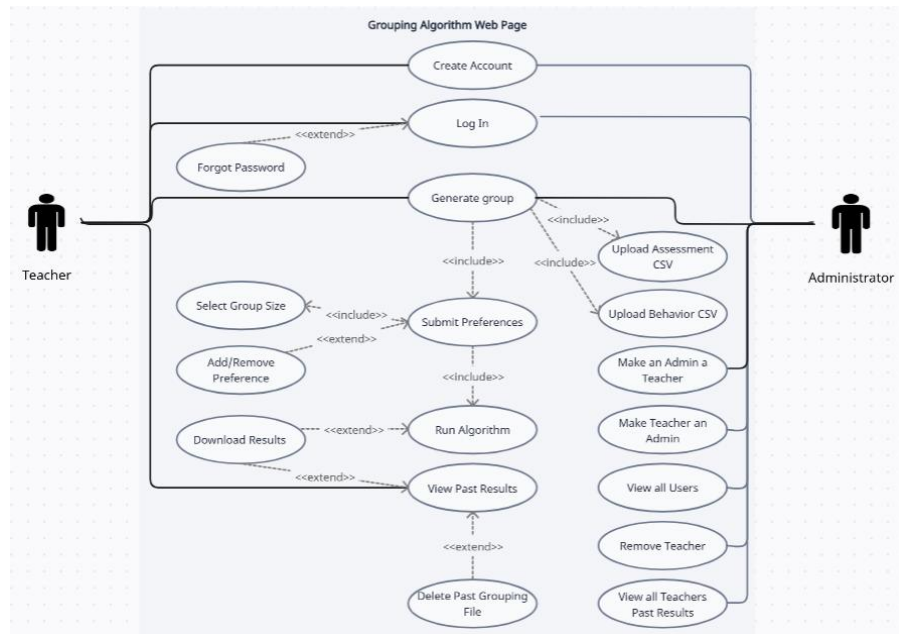 Grouping Algorithm Web Page
Create Account
Log In
<<extend>>
Forgot Password
Generate group
<<include>>
Upload Assessment
CSV
<<include>>
<<include>>
Teacher
Administrator
Select Group Size
<<include>>
Submit Preferences
Upload Behavior CSV
<<extend>>
Add/Remove
Preference
<<include>>
Make an Admin a
Teacher
Download Results
<<extend>>
Run Algorithm
Make Teacher an
Admin
<<extend>>
View Past Results
View all Users
<<extend>>
Remove Teacher
Delete Past Grouping
File
View all Teachers
Past Results